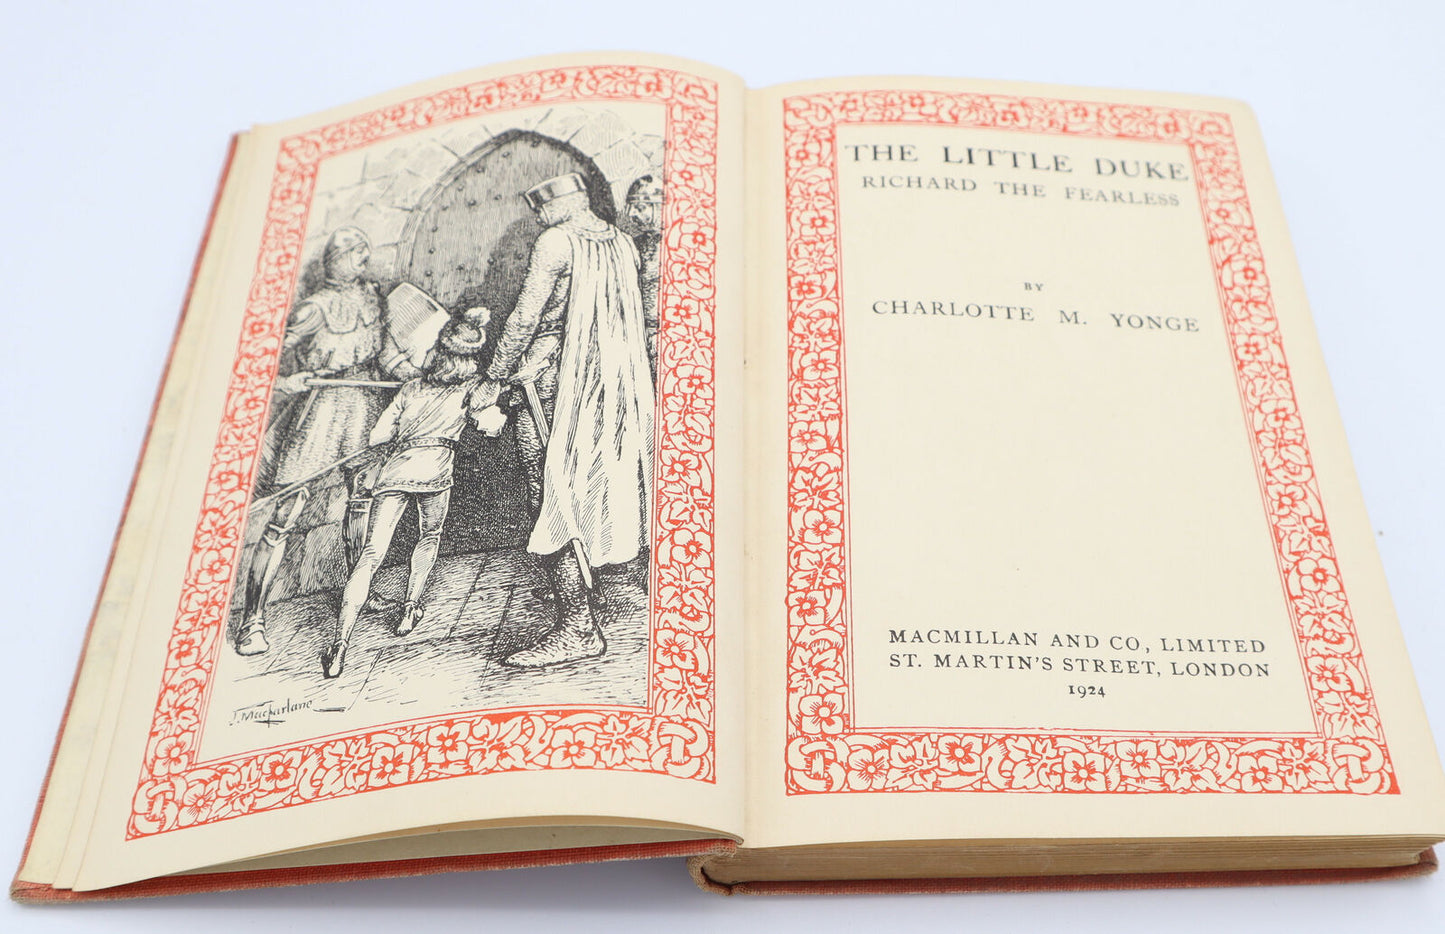 J. Macfarlane
THE LITTLE DUKE
RICHARD THE FEARLESS
BY
CHARLOTTE M. YONGE
MACMILLAN AND CO, LIMITED
ST. MARTIN'S STREET, LONDON
1924